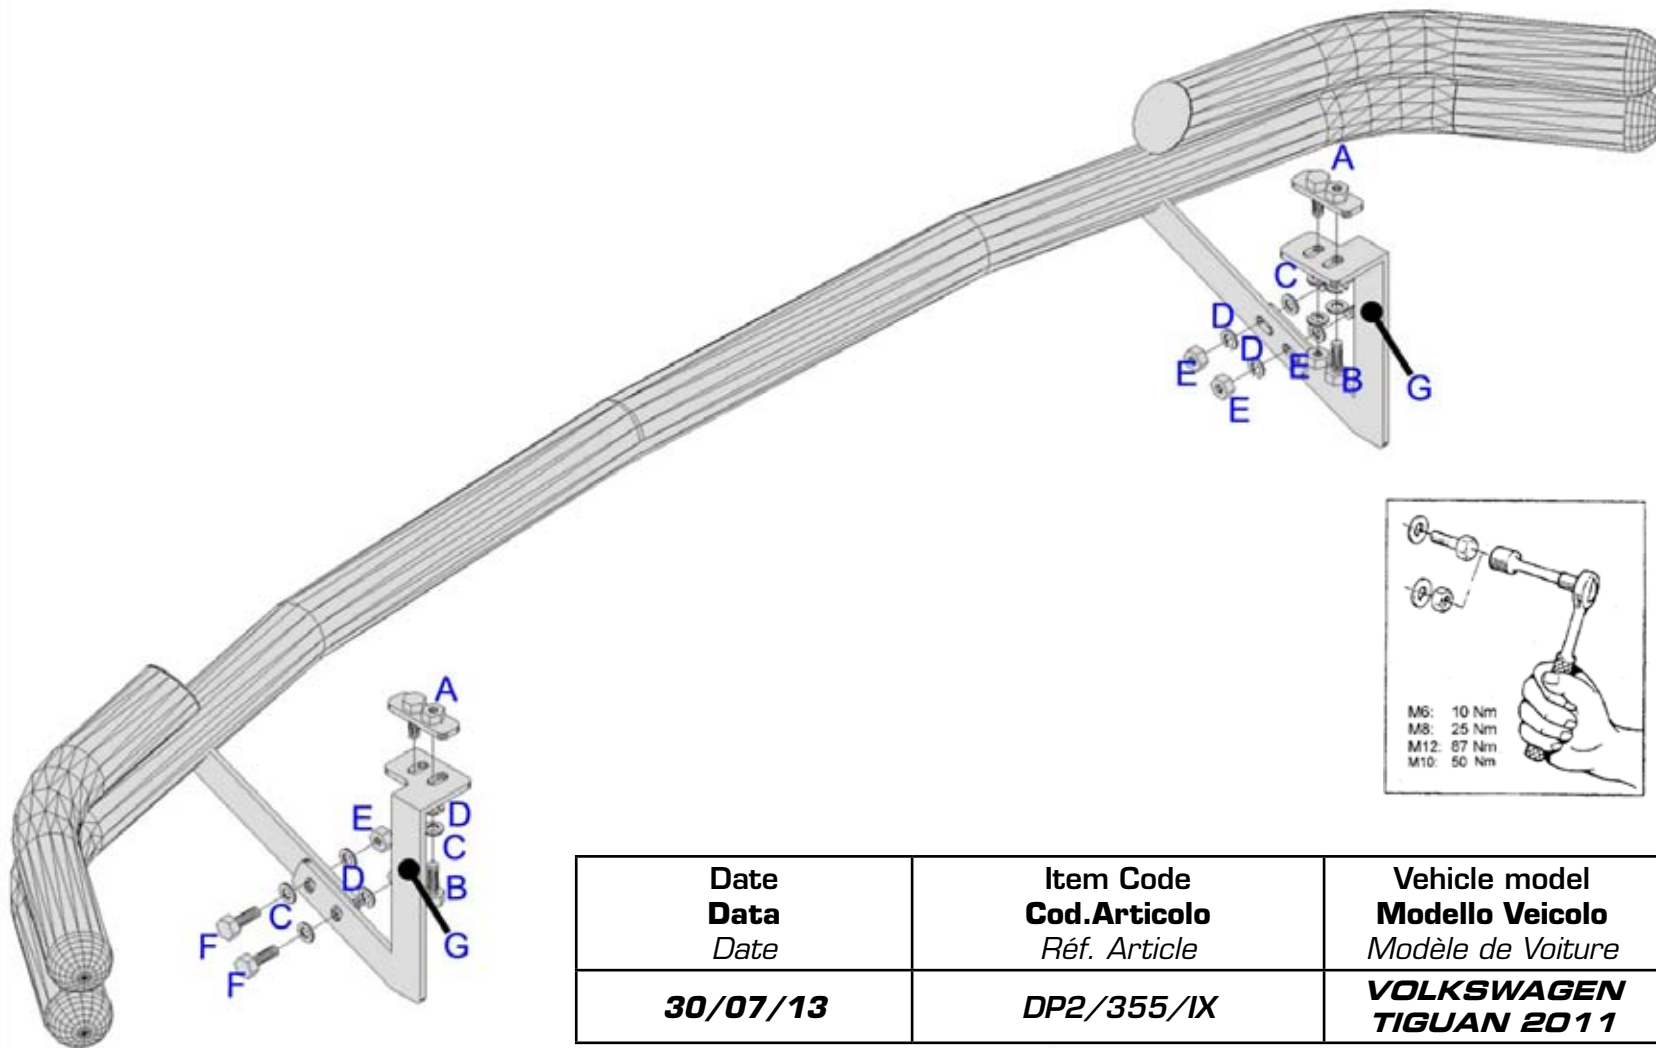 A
C
D
D
E
E
E
B
G
M6: 10 Nm
M8: 25 Nm
M12: 87 Nm
M10: 50 Nm
A
E
D
C
D
B
C
F
F
G
Date
Data
Date
Item Code
Cod.Articolo
Réf. Article
Vehicle model
Modello Veicolo
Modèle de Voiture
30/07/13
DP2/355/IX
VOLKSWAGEN
TIGUAN 2011